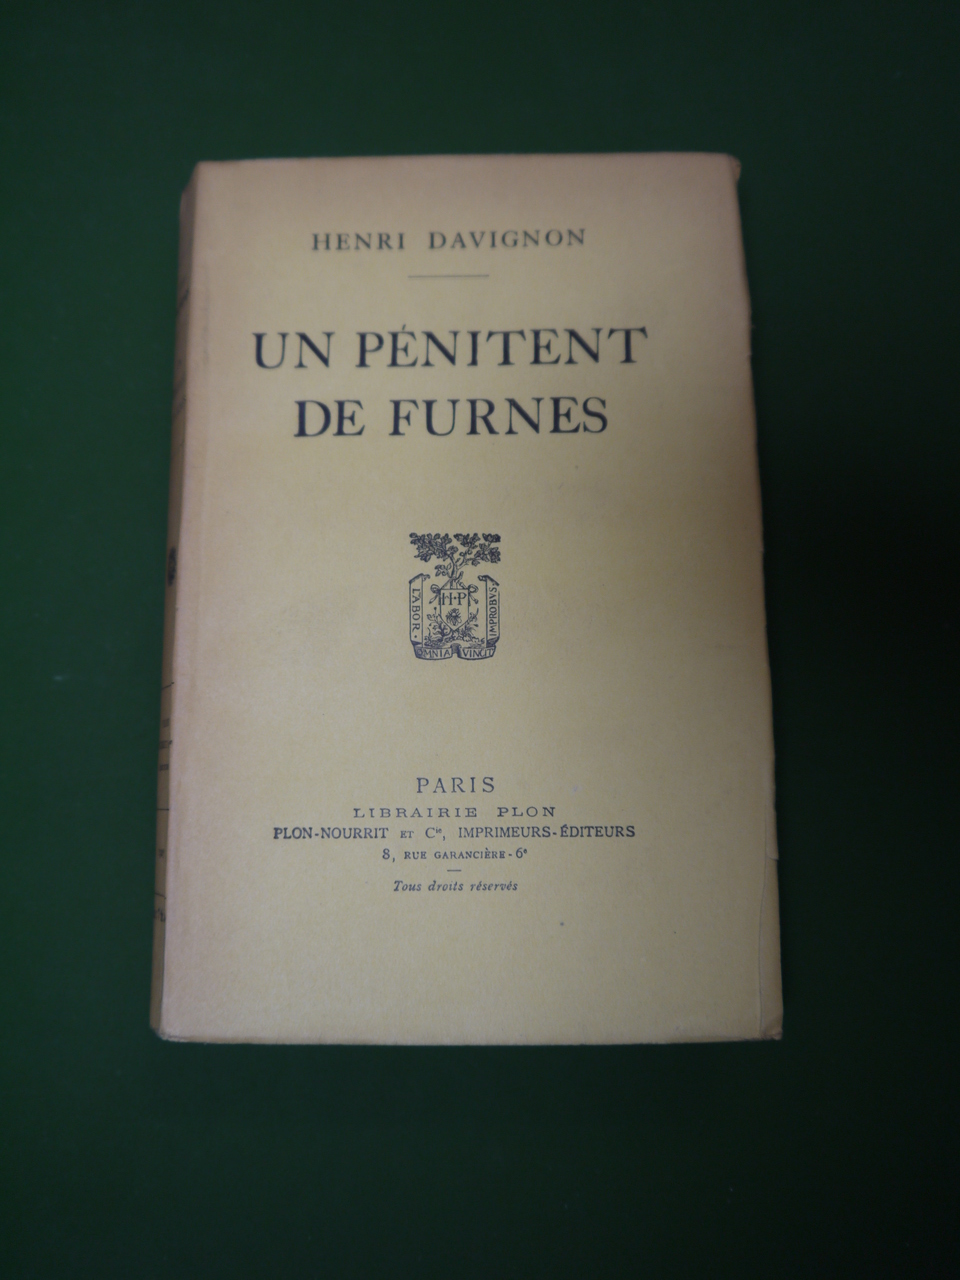 HENRI DAVIGNON
UN PÉNITENT
DE FURNES
LABOR
H·P
IMPROBVS
OMNIA VINCIT
PARIS
LIBRAIRIE PLON
PLON-NOURRIT ET Cie, IMPRIMEURS-ÉDITEURS
8, RUE GARANCIÈRE - 6e
Tous droits réservés